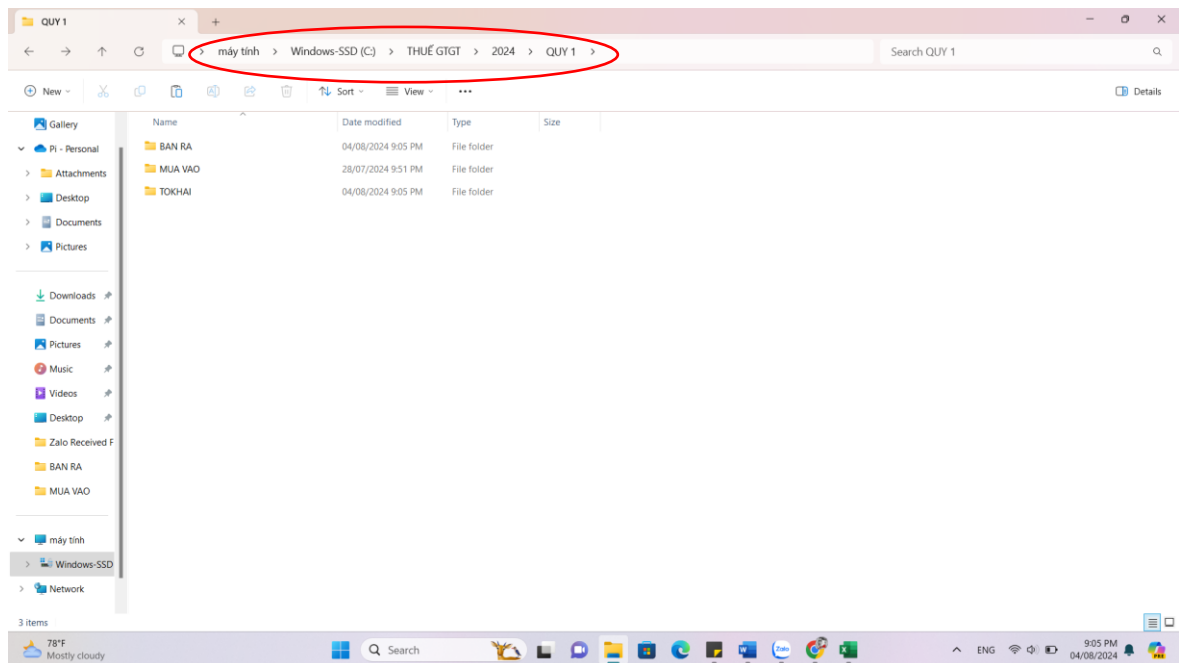 QUY 1
máy tính > Windows-SSD (C:) > THUẾ GTGT > 2024 > QUY 1 >
Search QUY 1
New
Sort
View
Details
Name Date modified Type Size
BAN RA 04/08/2024 9:05 PM File folder
MUA VAO 28/07/2024 9:51 PM File folder
TOKHAI 04/08/2024 9:05 PM File folder
Gallery
Pi - Personal
Attachments
Desktop
Documents
Pictures
Downloads
Documents
Pictures
Music
Videos
Desktop
Zalo Received F
BAN RA
MUA VAO
máy tính
Windows-SSD
Network
3 items
78°F
Mostly cloudy
Search
Zalo
ENG
9:05 PM
04/08/2024
PRE